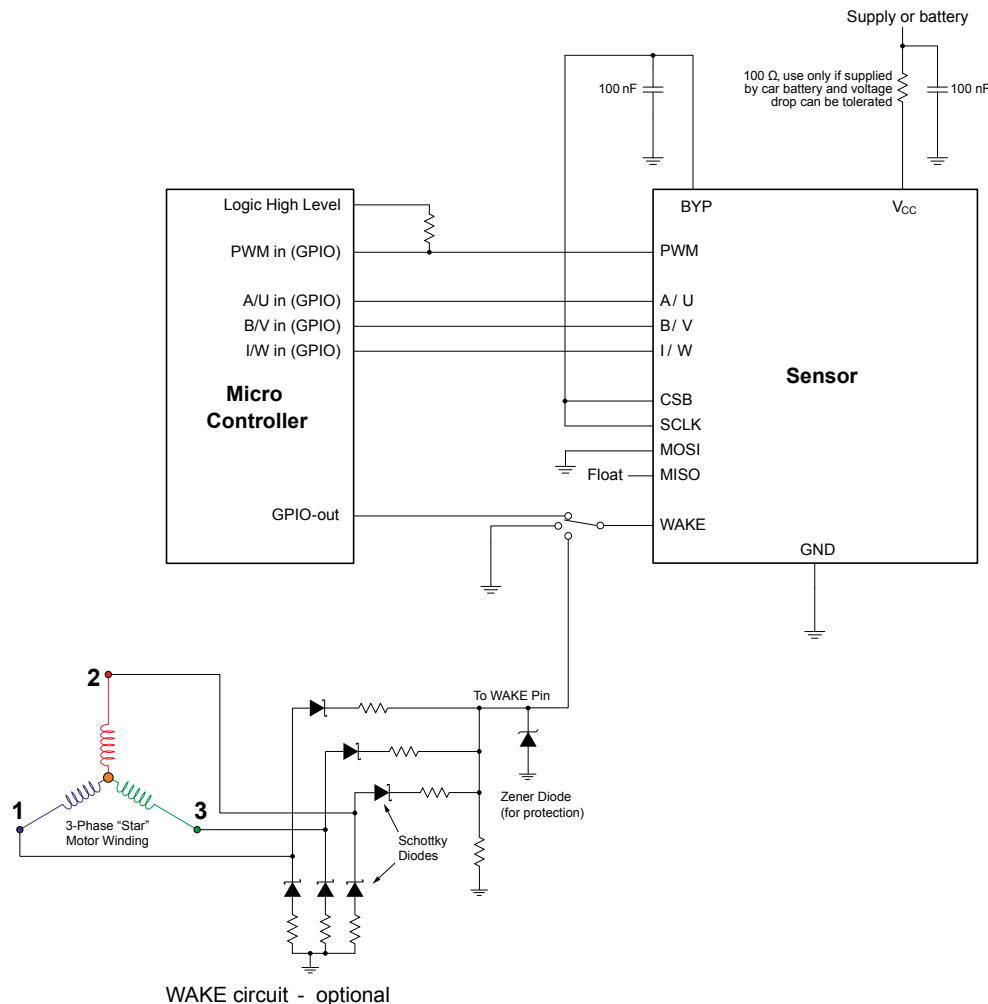 Supply or battery
100 nF
100 Ω, use only if supplied
by car battery and voltage
drop can be tolerated
100 nF
Logic High Level
PWM in (GPIO)
A/U in (GPIO)
B/V in (GPIO)
I/W in (GPIO)
Micro
Controller
GPIO-out
BYP
VCC
PWM
A / U
B / V
I / W
Sensor
CSB
SCLK
MOSI
Float
MISO
WAKE
GND
2
To WAKE Pin
1
3
3-Phase “Star”
Motor Winding
Zener Diode
(for protection)
Schottky
Diodes
WAKE circuit - optional